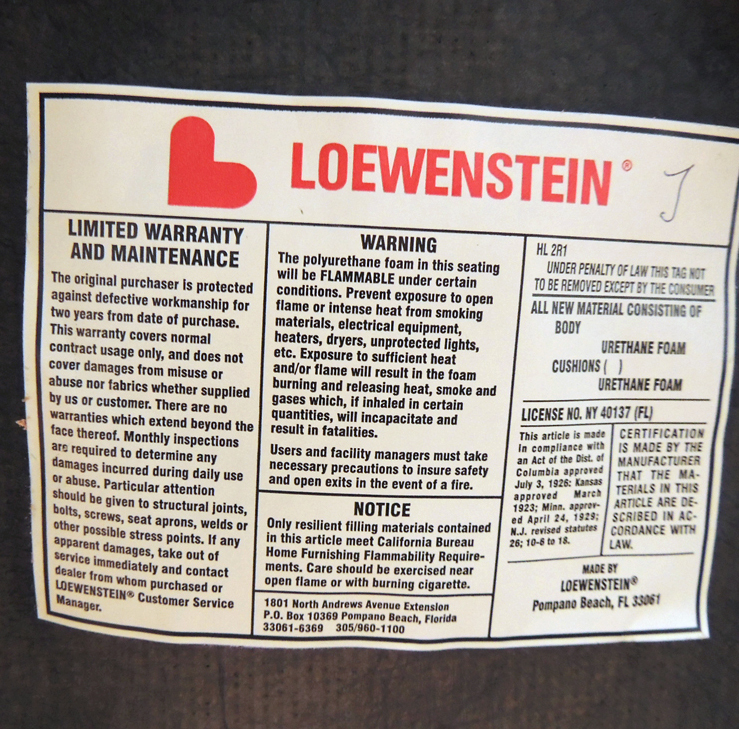 LOEWENSTEIN®
J
LIMITED WARRANTY
AND MAINTENANCE
The original purchaser is protected
against defective workmanship for
two years from date of purchase.
This warranty covers normal
contract usage only, and does not
cover damages from misuse or
abuse nor fabrics whether supplied
by us or customer. There are no
warranties which extend beyond the
face thereof. Monthly inspections
are required to determine any
damages incurred during daily use
or abuse. Particular attention
should be given to structural joints,
bolts, screws, seat aprons, welds or
other possible stress points. If any
apparent damages, take out of
service immediately and contact
dealer from whom purchased or
LOEWENSTEIN® Customer Service
Manager.
WARNING
The polyurethane foam in this seating
will be FLAMMABLE under certain
conditions. Prevent exposure to open
flame or intense heat from smoking
materials, electrical equipment,
heaters, dryers, unprotected lights,
etc. Exposure to sufficient heat
and/or flame will result in the foam
burning and releasing heat, smoke and
gases which, if inhaled in certain
quantities, will incapacitate and
result in fatalities.
Users and facility managers must take
necessary precautions to insure safety
and open exits in the event of a fire.
NOTICE
Only resilient filling materials contained
in this article meet California Bureau
Home Furnishing Flammability Require-
ments. Care should be exercised near
open flame or with burning cigarette.
1801 North Andrews Avenue Extension
P.O. Box 10369 Pompano Beach, Florida
33061-6369 305/960-1100
HL 2R1
UNDER PENALTY OF LAW THIS TAG NOT
TO BE REMOVED EXCEPT BY THE CONSUMER
ALL NEW MATERIAL CONSISTING OF
BODY
URETHANE FOAM
CUSHIONS ( )
URETHANE FOAM
LICENSE NO. NY 40137 (FL)
This article is made
in compliance with
an Act of the Dist. of
Columbia approved
July 3, 1926: Kansas
approved March
1923; Minn. approv-
ed April 24, 1929;
N.J. revised statutes
26; 10-6 to 18.
CERTIFICATION
IS MADE BY THE
MANUFACTURER
THAT THE MA-
TERIALS IN THIS
ARTICLE ARE DE-
SCRIBED IN AC-
CORDANCE WITH
LAW.
MADE BY
LOEWENSTEIN®
Pompano Beach, FL 33061